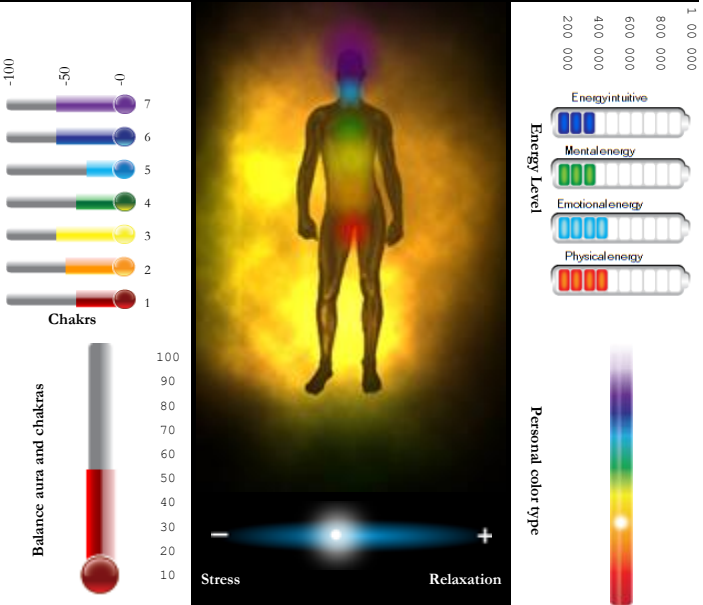 -100
-50
-0
7
6
5
4
3
2
1
Chakrs
Balance aura and chakras
100
90
80
70
60
50
40
30
20
10
Stress
Relaxation
200 000
400 000
600 000
800 000
1 00 000
Energy Level
Energyintuitive
Mentalenergy
Emotionalenergy
Physicalenergy
Personal color type